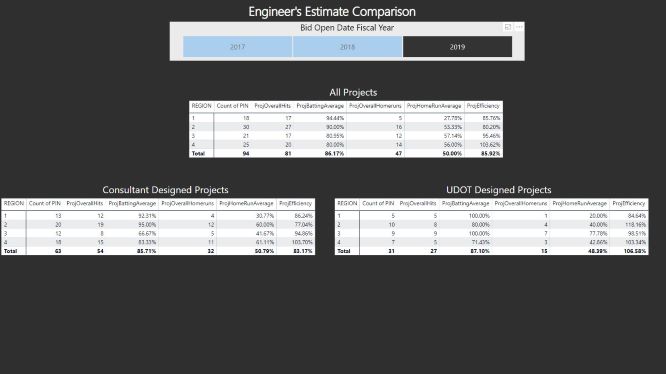 Engineer's Estimate Comparison
Bid Open Date Fiscal Year
2017 2018 2019
All Projects
REGION Count of PIN ProjOverallHits ProjBattingAverage ProjOverallHomeruns ProjHomeRunAverage ProjEfficiency
1 18 17 94.44% 5 27.78% 85.76%
2 30 27 90.00% 16 53.33% 80.20%
3 21 17 80.95% 12 57.14% 95.46%
4 25 20 80.00% 14 56.00% 103.62%
Total 94 81 86.17% 47 50.00% 85.92%
Consultant Designed Projects
REGION Count of PIN ProjOverallHits ProjBattingAverage ProjOverallHomeruns ProjHomeRunAverage ProjEfficiency
1 13 12 92.31% 4 30.77% 86.24%
2 20 19 95.00% 12 60.00% 77.04%
3 12 8 66.67% 5 41.67% 94.86%
4 18 15 83.33% 11 61.11% 103.70%
Total 63 54 85.71% 32 50.79% 83.17%
UDOT Designed Projects
REGION Count of PIN ProjOverallHits ProjBattingAverage ProjOverallHomeruns ProjHomeRunAverage ProjEfficiency
1 5 5 100.00% 1 20.00% 84.64%
2 10 8 80.00% 4 40.00% 118.16%
3 9 9 100.00% 7 77.78% 98.51%
4 7 5 71.43% 3 42.86% 103.34%
Total 31 27 87.10% 15 48.39% 106.58%